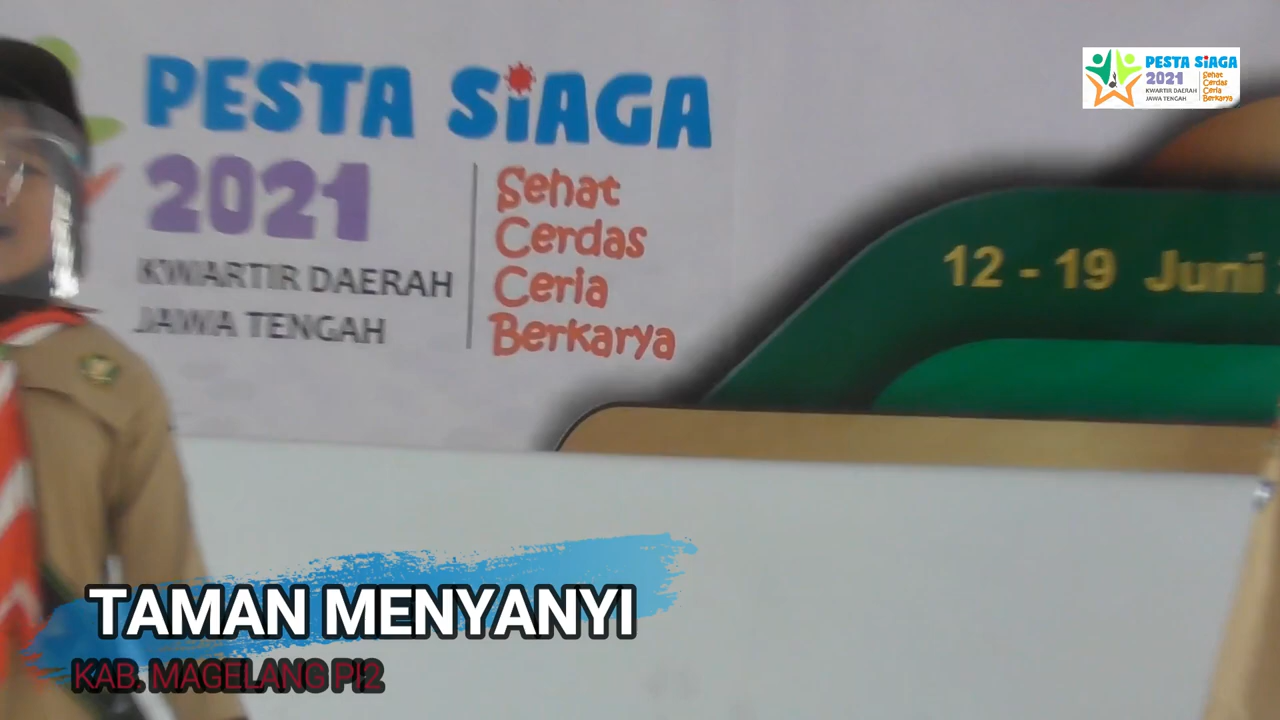 PESTA SiAGA
2021
KWARTIR DAERAH
JAWA TENGAH
Sehat
Cerdas
Ceria
Berkarya
12 - 19 Juni
PESTA SiAGA
2021
KWARTIR DAERAH
JAWA TENGAH
Sehat
Cerdas
Ceria
Berkarya
TAMAN MENYANYI
KAB. MAGELANG PI2